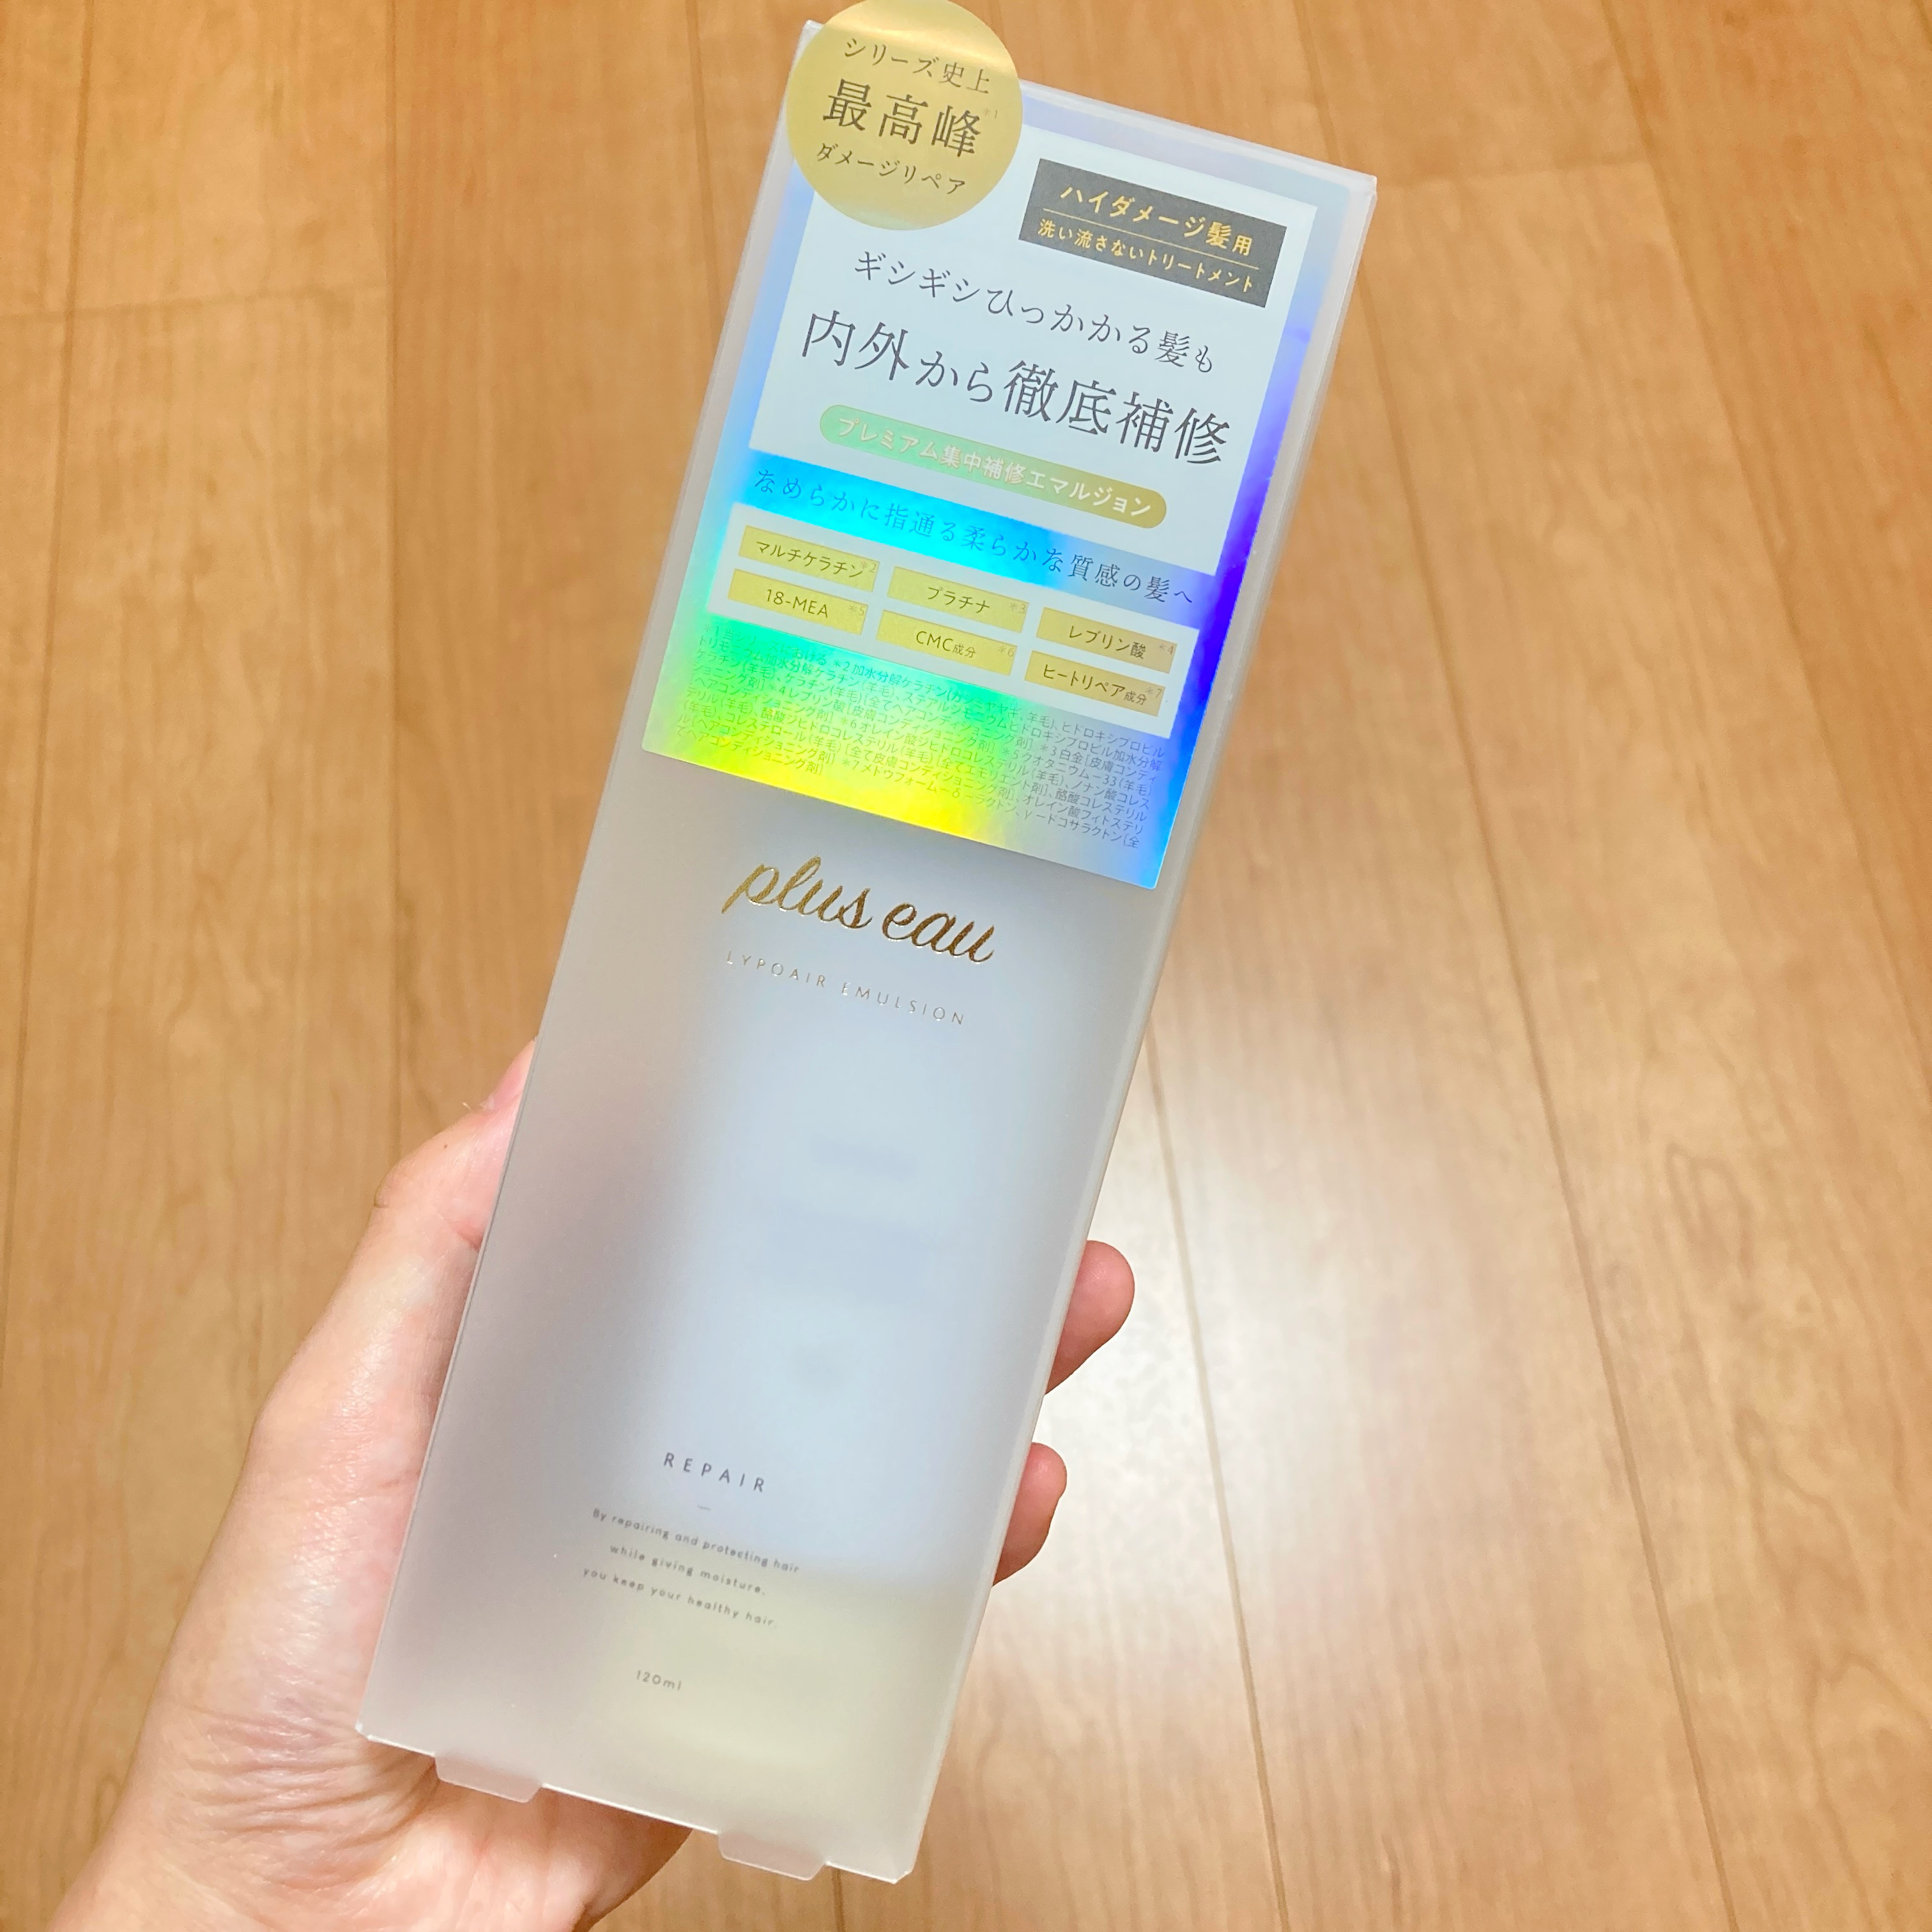 シリーズ史上
最高峰※1
ダメージリペア
ハイダメージ髪用
洗い流さないトリートメント
ギシギシひっかかる髪も
内外から徹底補修
プレミアム集中補修エマルジョン
なめらかに指通る柔らかな質感の髪へ
マルチケラチン※2
プラチナ※3
レブリン酸※4
18-MEA※5
CMC成分※6
ヒートリペア成分※7
plus eau
LYPOAIR EMULSION
REPAIR
By repairing and protecting hair
while giving moisture,
you keep your healthy hair.
120ml